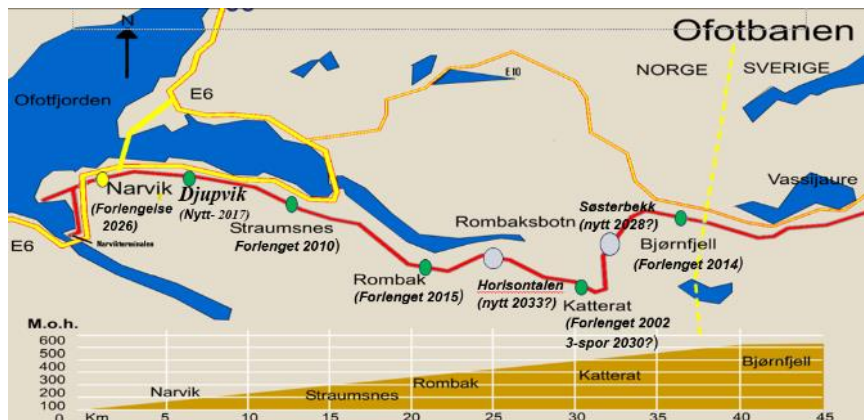 Ofotbanen
N
NORGE
SVERIGE
E6
E10
Ofotfjorden
Vassijaure
Narvik
(Forlengelse
2026)
Djupvik
(Nytt- 2017)
Straumsnes
Forlenget 2010)
Rombaksbotn
Søsterbekk
(nytt 2028?)
Bjørnfjell
(Forlenget 2014)
E6
Narvikterminalen
Rombak
(Forlenget 2015)
Horisontalen
(nytt 2033?)
Katterat
(Forlenget 2002
3-spor 2030?)
M.o.h.
600
500
400
300
200
100
0
Narvik
Straumsnes
Rombak
Katterat
Bjørnfjell
Km 5 10 15 20 25 30 35 40 45